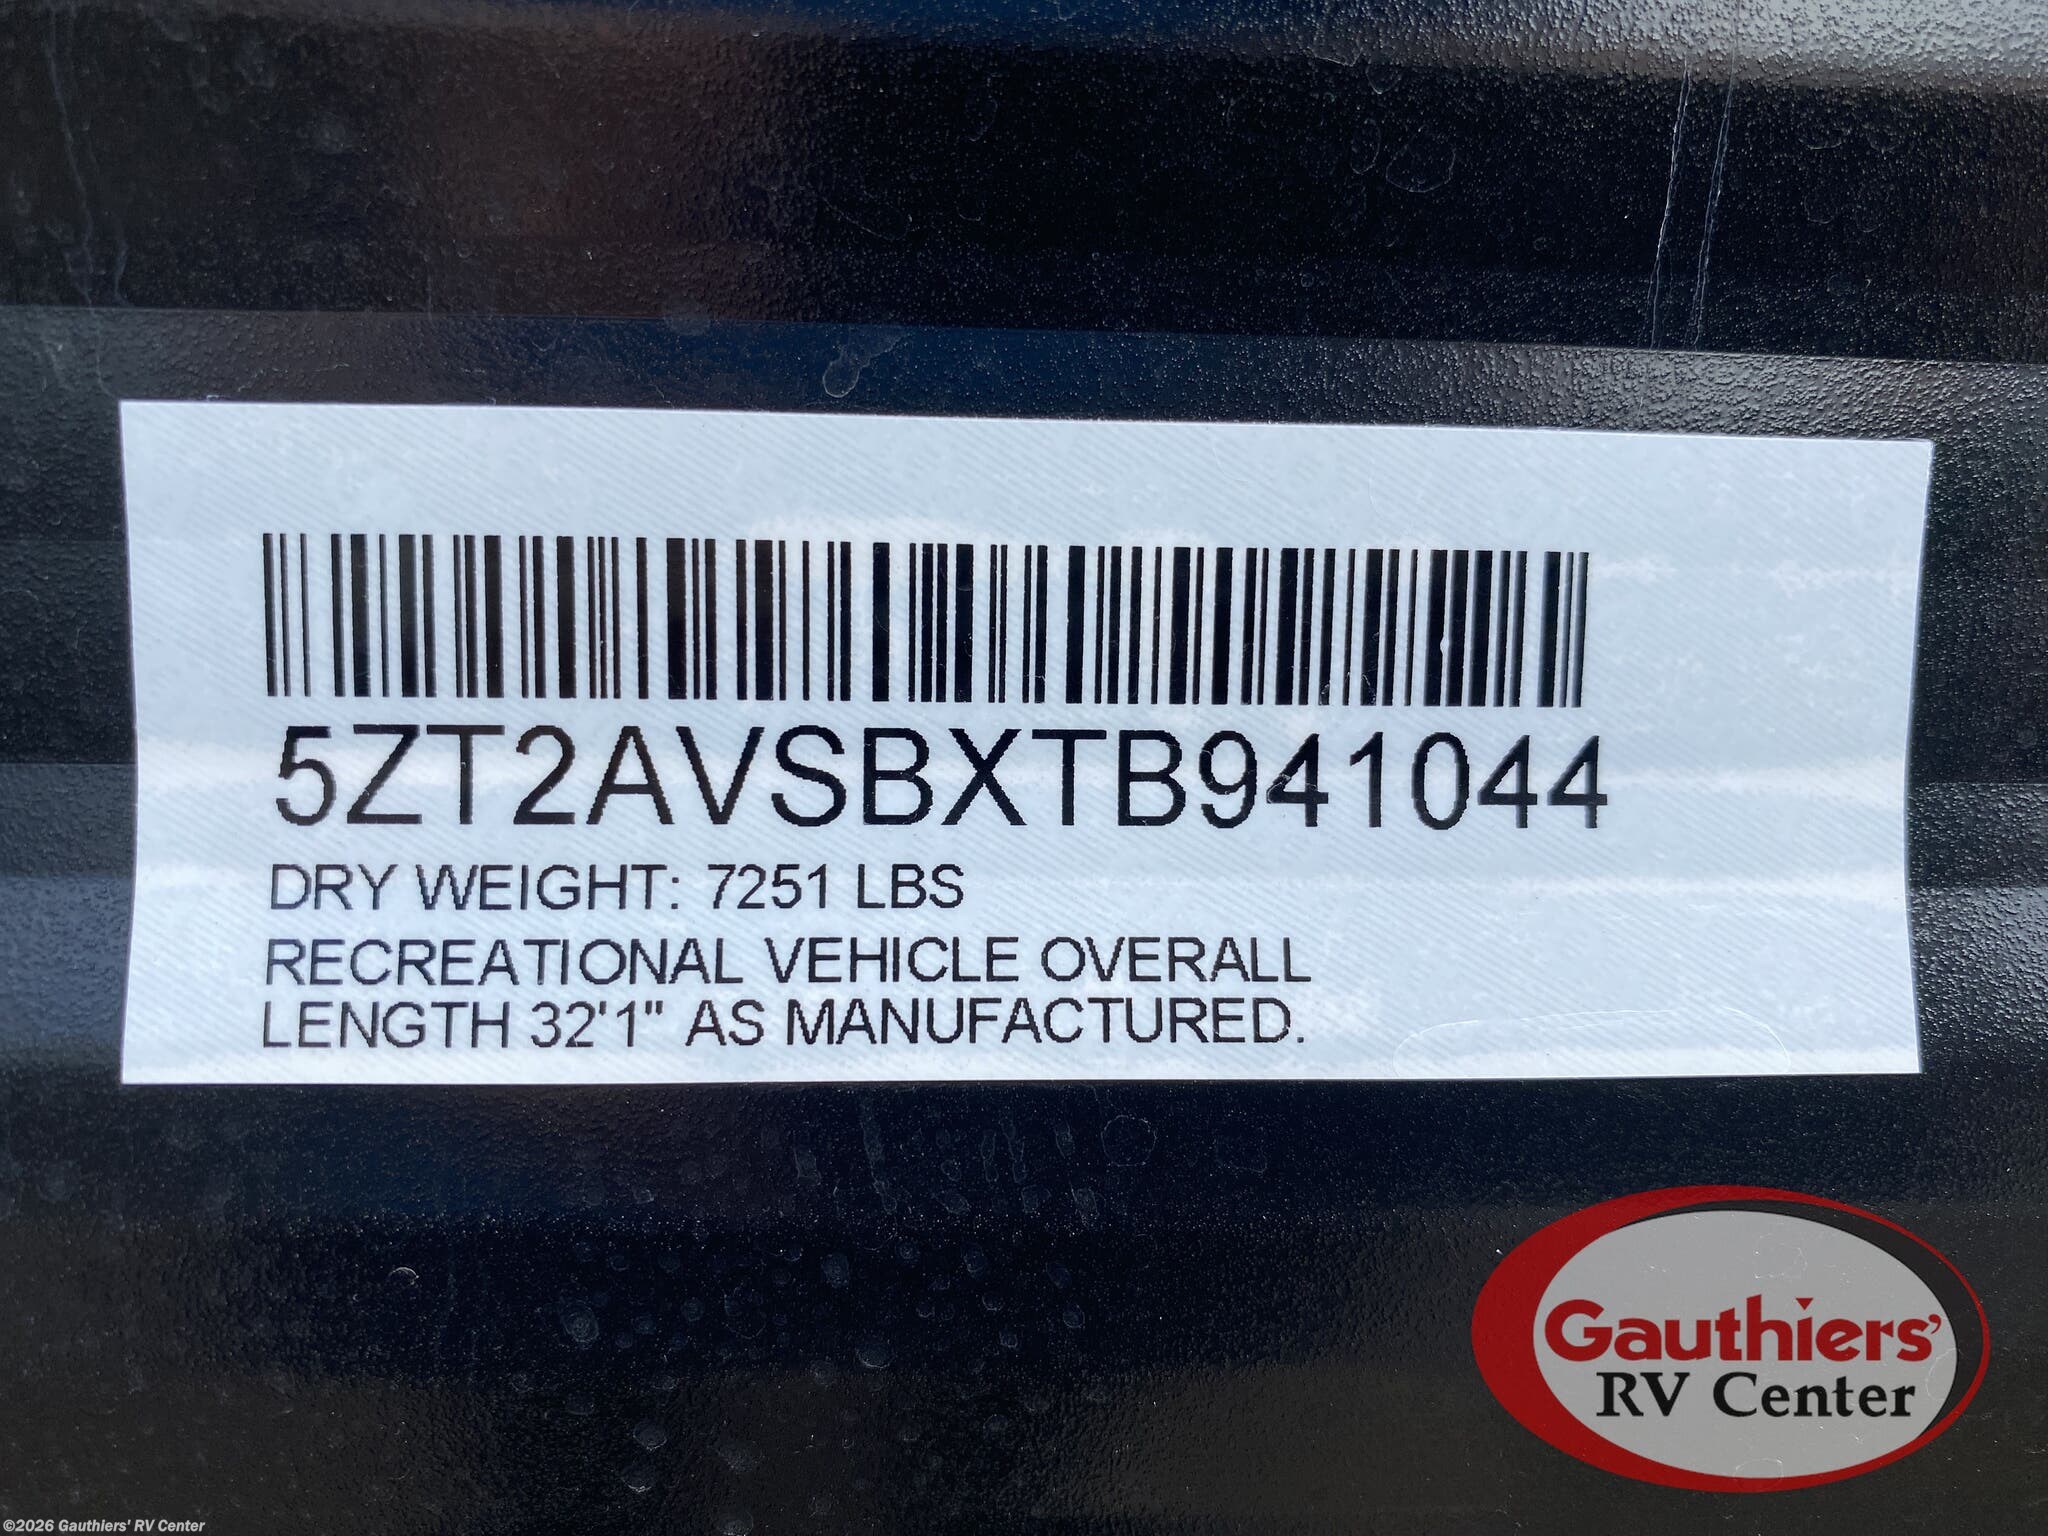 5ZT2AVSBXTB941044
DRY WEIGHT: 7251 LBS
RECREATIONAL VEHICLE OVERALL
LENGTH 32'1" AS MANUFACTURED.
Gauthiers'
RV Center
©2026 Gauthiers' RV Center